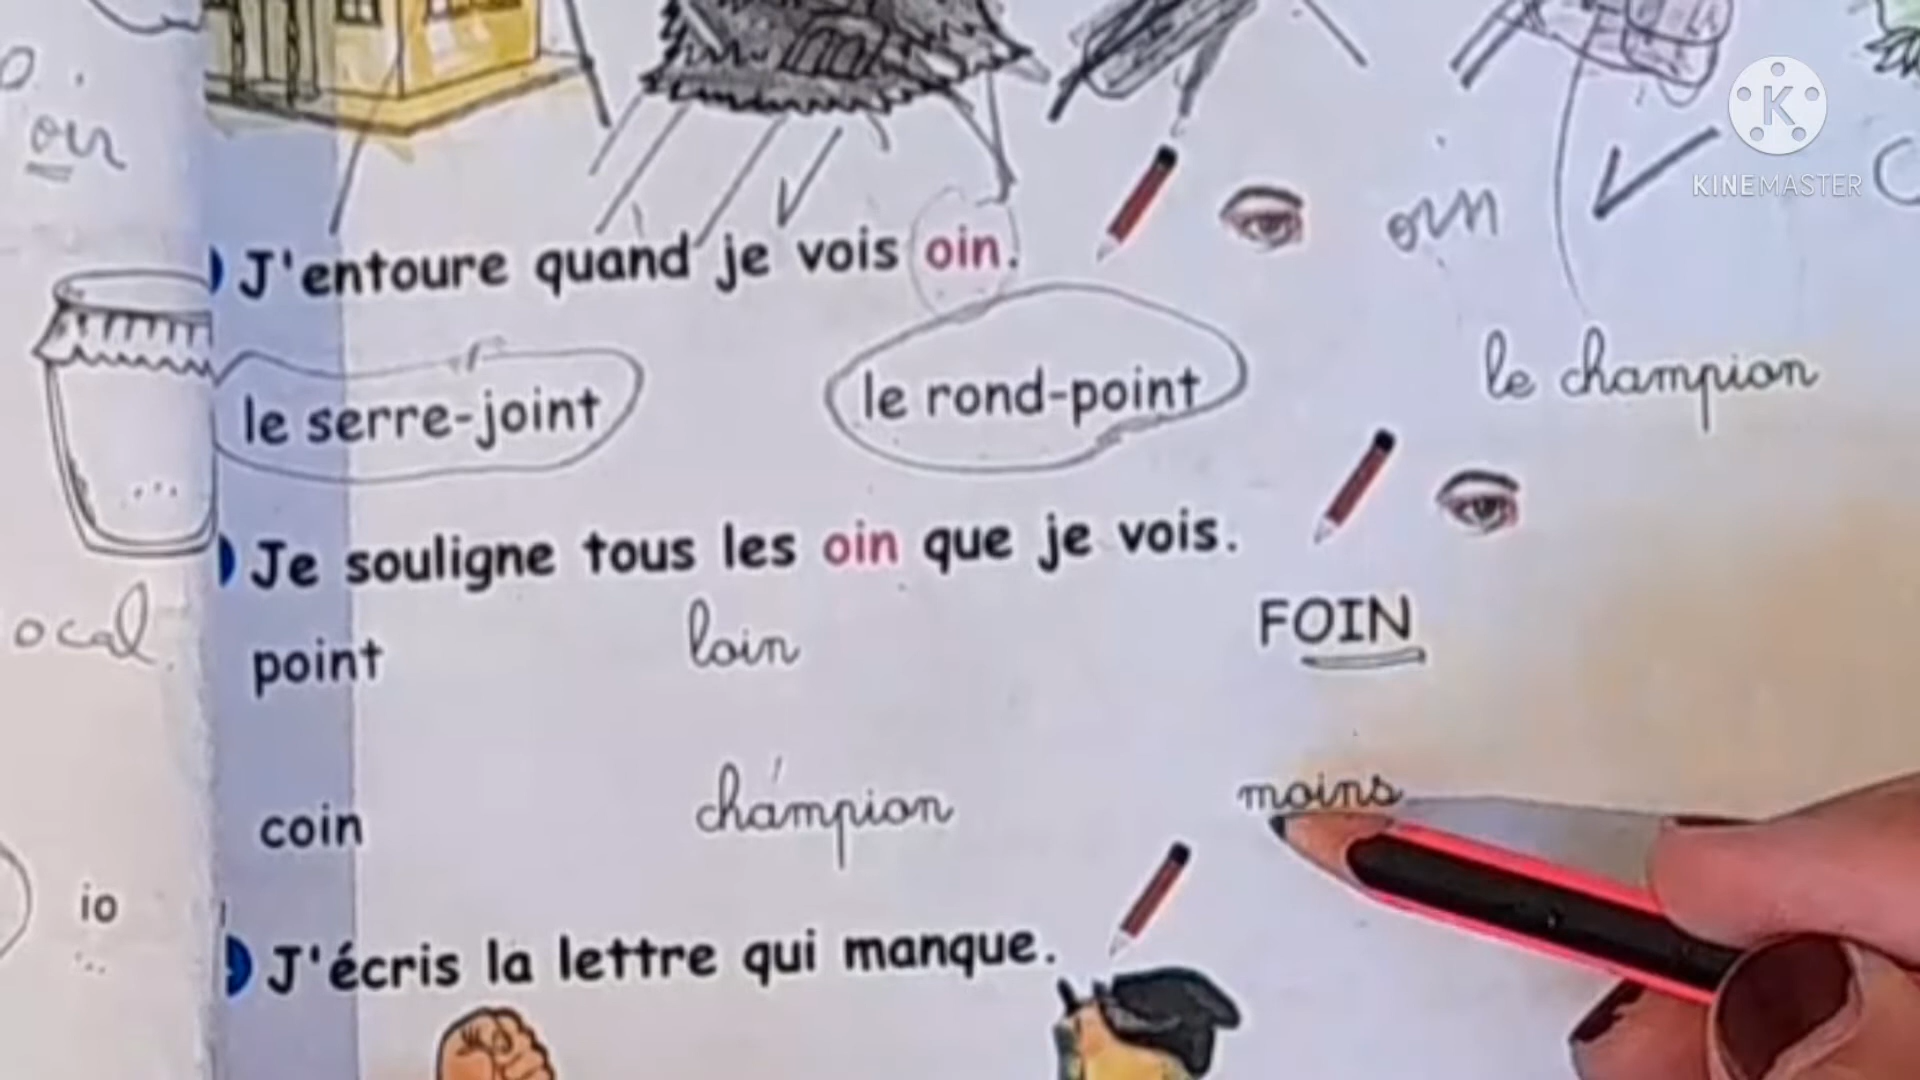 oin
KINEMASTER
J'entoure quand je vois oin.
oin
le serre-joint le rond-point le champion
Je souligne tous les oin que je vois.
ocal
point loin FOIN
coin champion moins
io
J'écris la lettre qui manque.